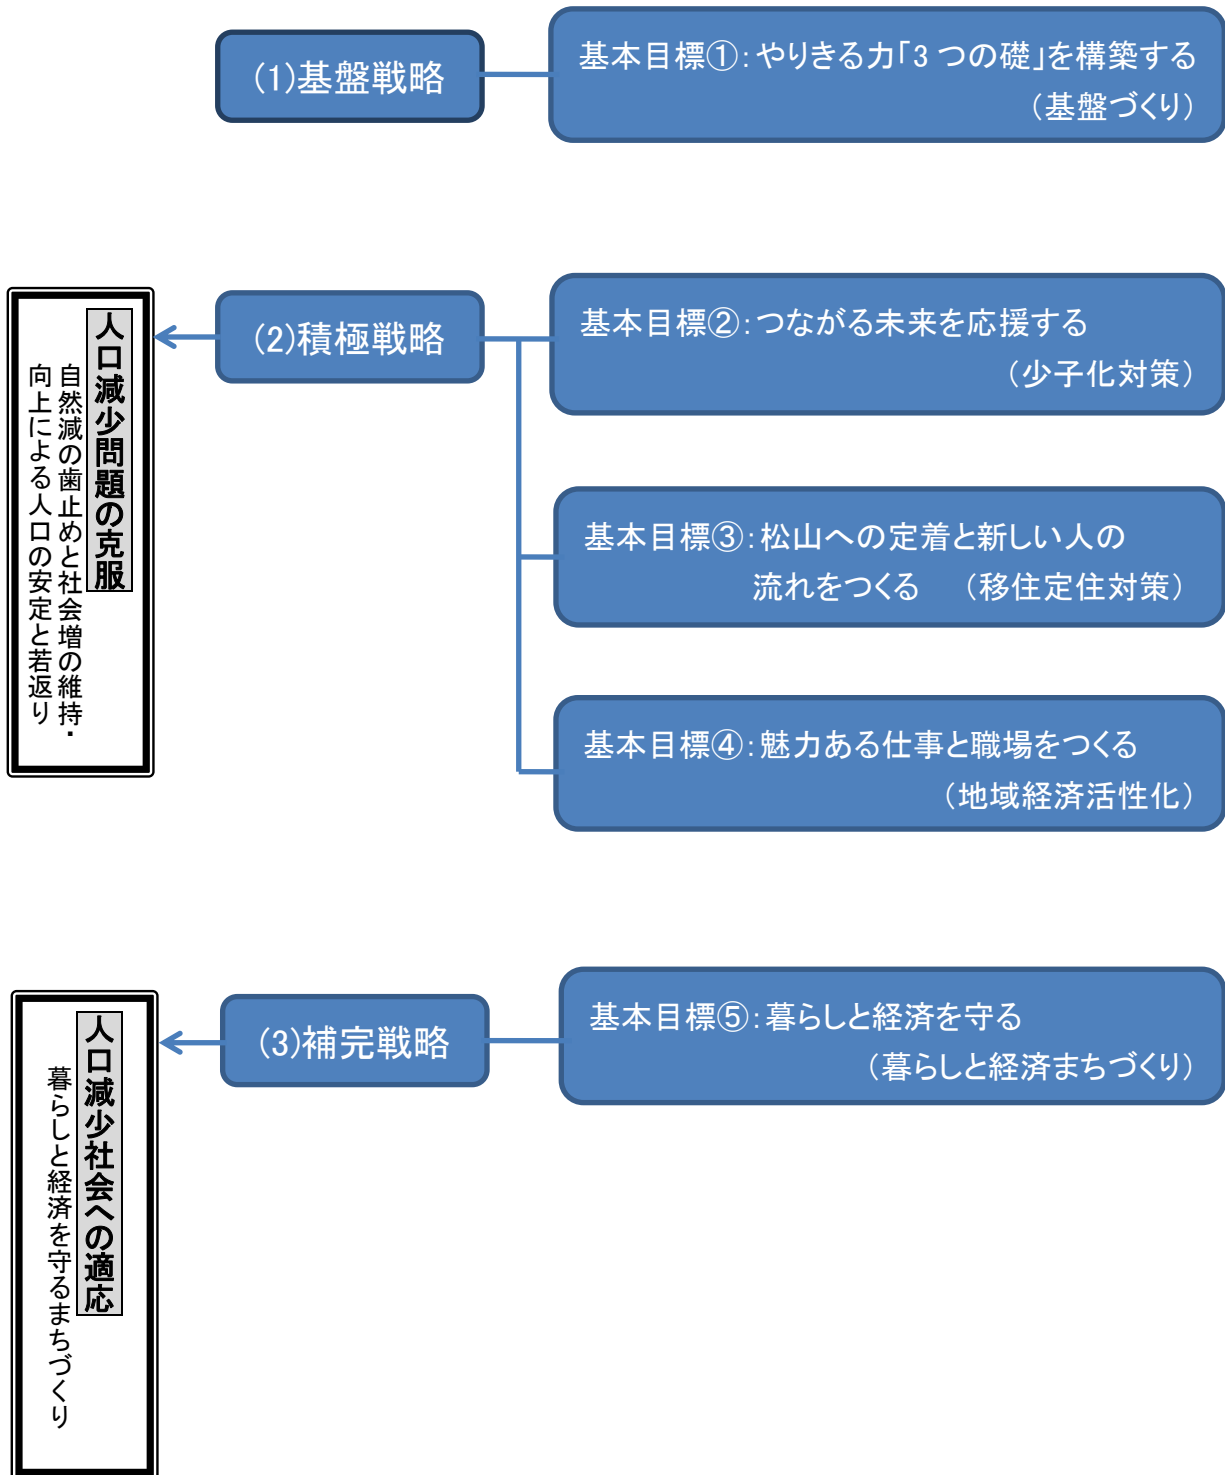 (1)基盤戦略
基本目標①：やりきる力「3 つの礎」を構築する
（基盤づくり）
人口減少問題の克服
自然減の歯止めと社会増の維持・
向上による人口の安定と若返り
(2)積極戦略
基本目標②：つながる未来を応援する
（少子化対策）
基本目標③：松山への定着と新しい人の
流れをつくる　（移住定住対策）
基本目標④：魅力ある仕事と職場をつくる
（地域経済活性化）
人口減少社会への適応
暮らしと経済を守るまちづくり
(3)補完戦略
基本目標⑤：暮らしと経済を守る
（暮らしと経済まちづくり）